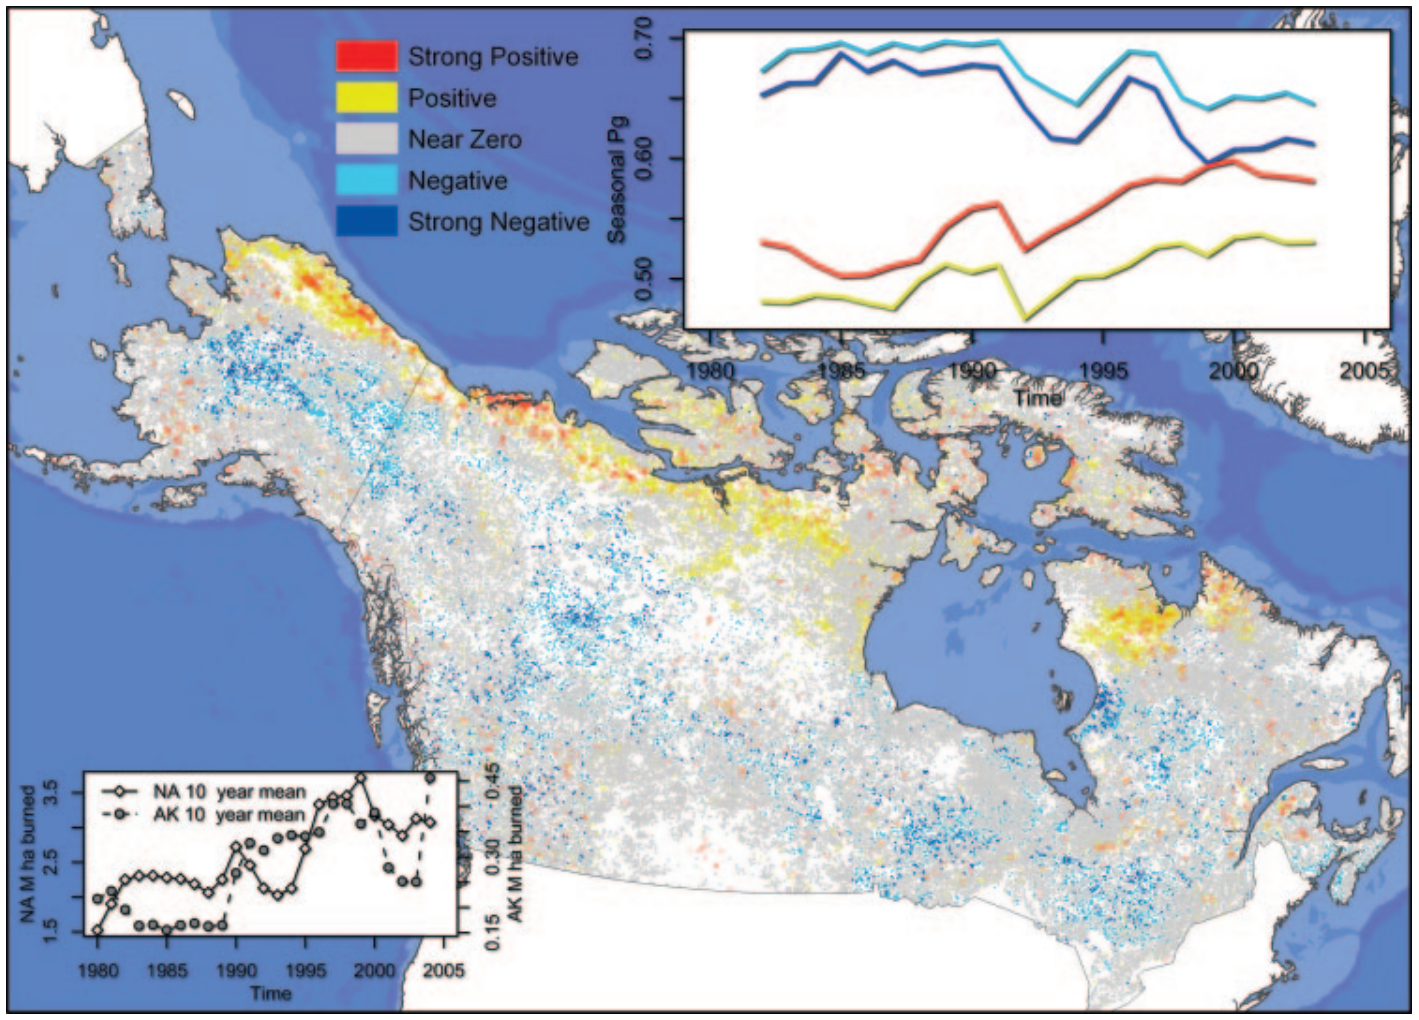 Strong Positive
Positive
Near Zero
Negative
Strong Negative
Seasonal Pg
0.70
0.60
0.50
1980 1985 1990 1995 2000 2005
Time
NA 10 year mean
AK 10 year mean
NA M ha burned
3.5
2.5
1.5
AK M ha burned
0.45
0.30
0.15
1980 1985 1990 1995 2000 2005
Time